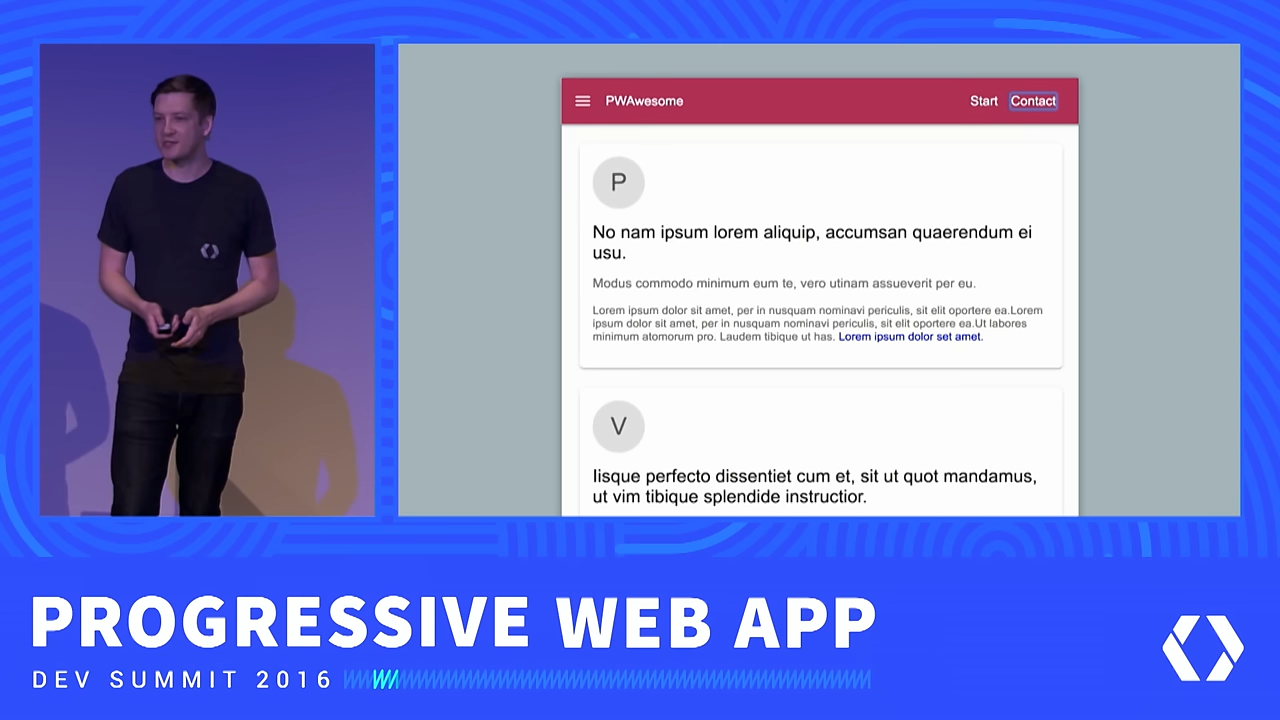 PWAwesome
Start
Contact
P
No nam ipsum lorem aliquip, accumsan quaerendum ei
usu.
Modus commodo minimum eum te, vero utinam assueverit per eu.
Lorem ipsum dolor sit amet, per in nusquam nominavi periculis, sit elit oportere ea.Lorem
ipsum dolor sit amet, per in nusquam nominavi periculis, sit elit oportere ea.Ut labores
minimum atomorum pro. Laudem tibique ut has. Lorem ipsum dolor set amet.
V
Iisque perfecto dissentiet cum et, sit ut quot mandamus,
ut vim tibique splendide instructior.
PROGRESSIVE WEB APP
DEV SUMMIT 2016